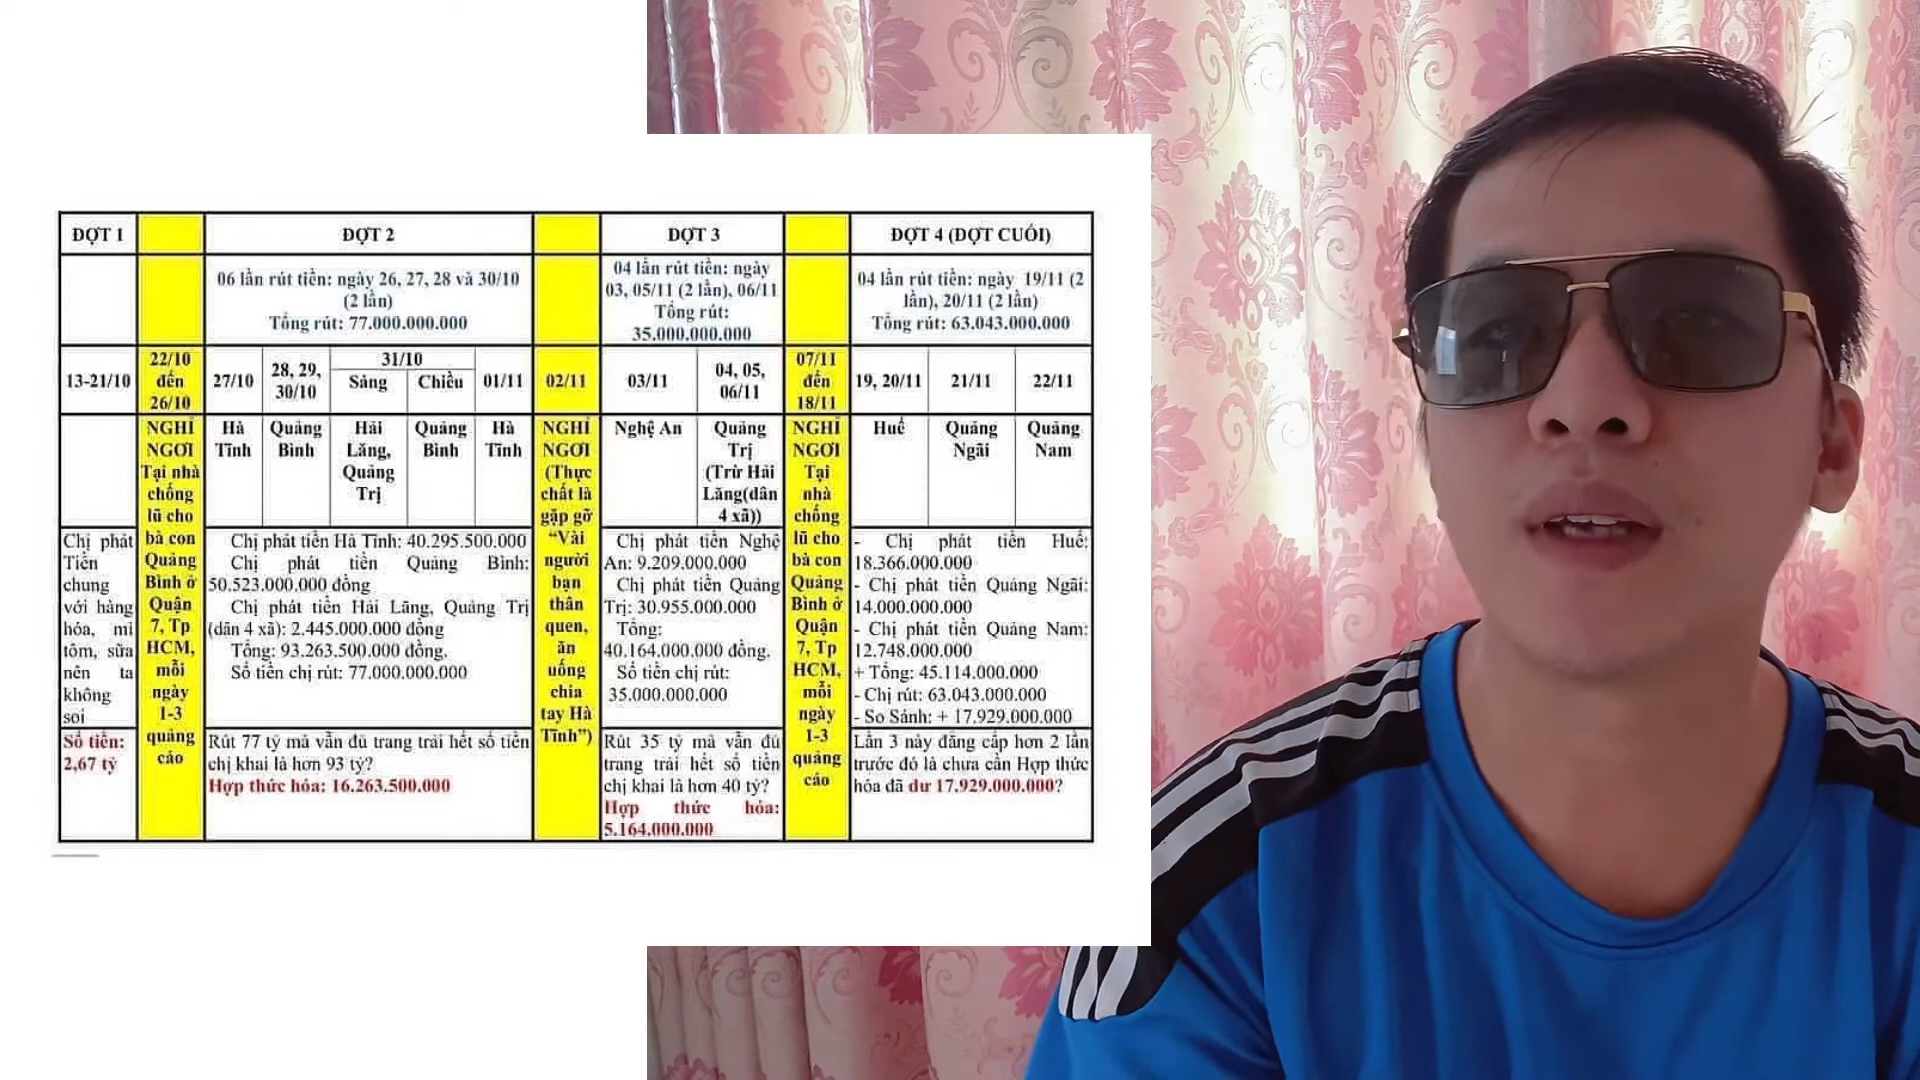 ĐỢT 1
ĐỢT 2
ĐỢT 3
ĐỢT 4 (ĐỢT CUỐI)
06 lần rút tiền: ngày 26, 27, 28 và 30/10
(2 lần)
Tổng rút: 77.000.000.000
04 lần rút tiền: ngày
03, 05/11 (2 lần), 06/11
Tổng rút:
35.000.000.000
04 lần rút tiền: ngày 19/11 (2
lần), 20/11 (2 lần)
Tổng rút: 63.043.000.000
13-21/10
22/10
đến
26/10
27/10
28, 29,
30/10
31/10
Sáng
Chiều
01/11
02/11
03/11
04, 05,
06/11
07/11
đến
18/11
19, 20/11
21/11
22/11
NGHỈ
NGƠI
Tại nhà
chống
lũ cho
bà con
Quảng
Bình ở
Quận
7, Tp
HCM,
mỗi
ngày
1-3
quảng
cáo
Hà
Tĩnh
Quảng
Bình
Hải
Lăng,
Quảng
Trị
Quảng
Bình
Hà
Tĩnh
NGHỈ
NGƠI
(Thực
chất là
gặp gỡ
“Vài
người
bạn
thân
quen,
ăn
uống
chia
tay Hà
Tĩnh”)
Nghệ An
Quảng
Trị
(Trừ Hải
Lăng(dân
4 xã))
NGHỈ
NGƠI
Tại
nhà
chống
lũ cho
bà con
Quảng
Bình ở
Quận
7, Tp
HCM,
mỗi
ngày
1-3
quảng
cáo
Huế
Quảng
Ngãi
Quảng
Nam
Chị phát
Tiền
chung
với hàng
hóa, mì
tôm, sữa
nên ta
không
soi
Chị phát tiền Hà Tĩnh: 40.295.500.000
Chị phát tiền Quảng Bình:
50.523.000.000 đồng
Chị phát tiền Hải Lăng, Quảng Trị
(dân 4 xã): 2.445.000.000 đồng
Tổng: 93.263.500.000 đồng.
Số tiền chị rút: 77.000.000.000
Chị phát tiền Nghệ
An: 9.209.000.000
Chị phát tiền Quảng
Trị: 30.955.000.000
Tổng:
40.164.000.000 đồng.
Số tiền chị rút:
35.000.000.000
- Chị phát tiền Huế:
18.366.000.000
- Chị phát tiền Quảng Ngãi:
14.000.000.000
- Chị phát tiền Quảng Nam:
12.748.000.000
+ Tổng: 45.114.000.000
- Chị rút: 63.043.000.000
- So Sánh: + 17.929.000.000
Số tiền:
2,67 tỷ
Rút 77 tỷ mà vẫn đủ trang trải hết số tiền
chị khai là hơn 93 tỷ?
Hợp thức hóa: 16.263.500.000
Rút 35 tỷ mà vẫn đủ
trang trải hết số tiền
chị khai là hơn 40 tỷ?
Hợp thức hóa:
5.164.000.000
Lần 3 này đẳng cấp hơn 2 lần
trước đó là chưa cần Hợp thức
hóa đã dư 17.929.000.000?